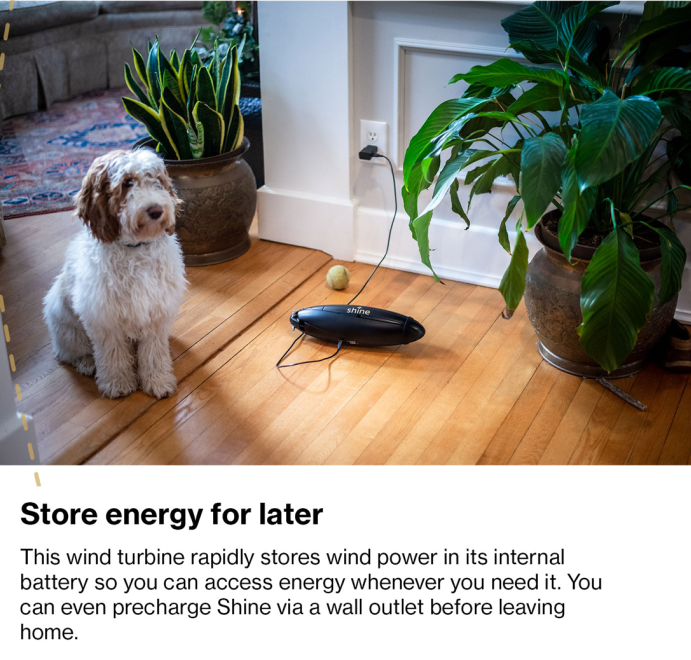 shine
Store energy for later
This wind turbine rapidly stores wind power in its internal
battery so you can access energy whenever you need it. You
can even precharge Shine via a wall outlet before leaving
home.